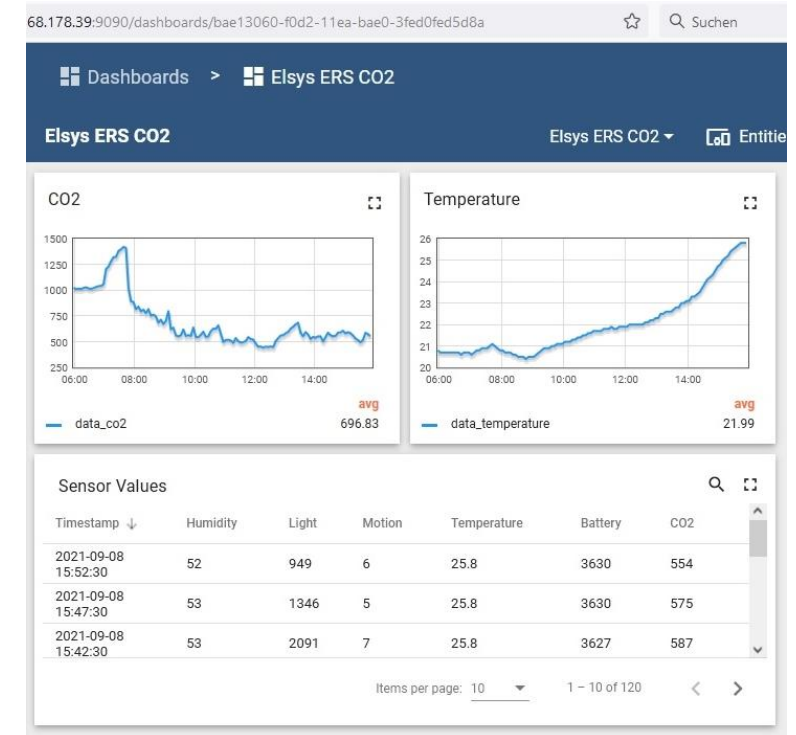 68.178.39:9090/dashboards/bae13060-f0d2-11ea-bae0-3fed0fed5d8a Suchen
Dashboards > Elsys ERS CO2
Elsys ERS CO2 Elsys ERS CO2 Entitie
CO2
1500
1250
1000
750
500
250
06:00 08:00 10:00 12:00 14:00
avg
data_co2 696.83
Temperature
26
25
24
23
22
21
20
06:00 08:00 10:00 12:00 14:00
avg
data_temperature 21.99
Sensor Values
Timestamp Humidity Light Motion Temperature Battery CO2
2021-09-08
15:52:30 52 949 6 25.8 3630 554
2021-09-08
15:47:30 53 1346 5 25.8 3630 575
2021-09-08
15:42:30 53 2091 7 25.8 3627 587
Items per page: 10 1 – 10 of 120